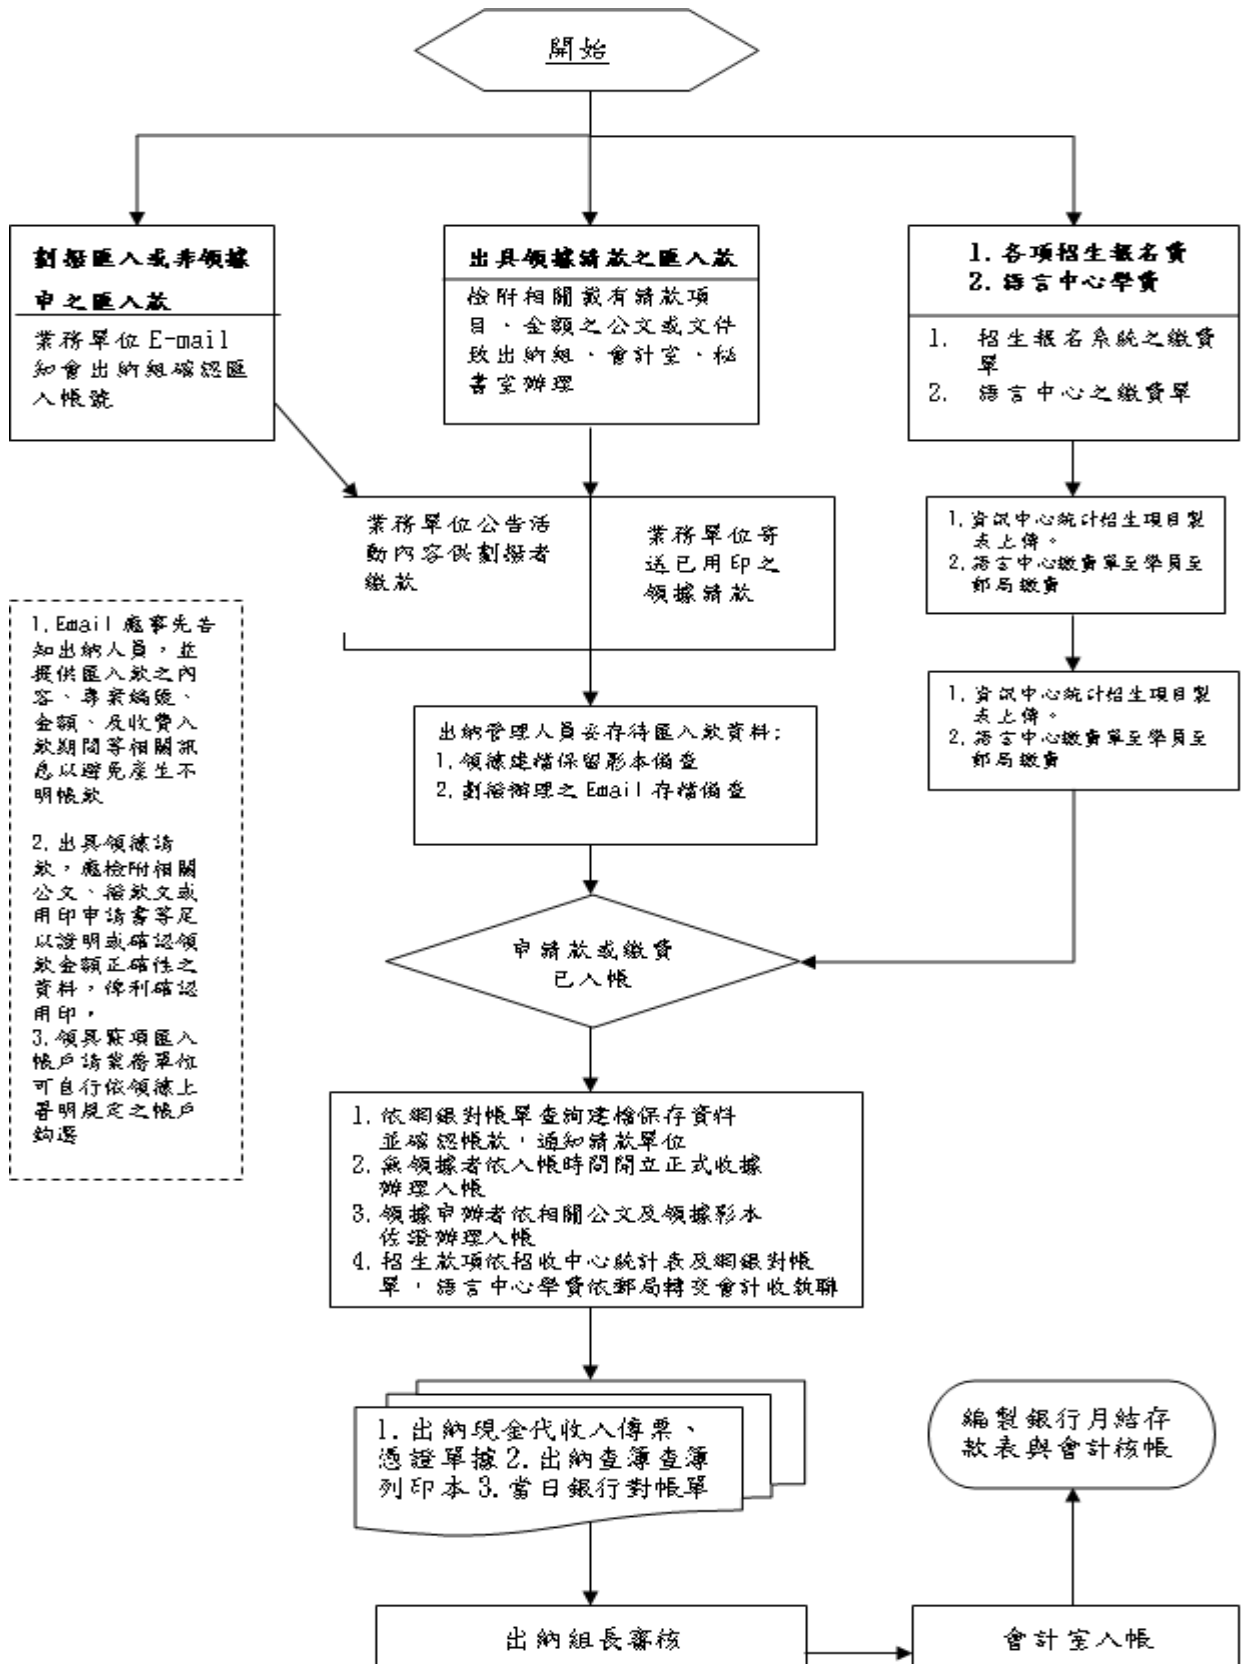 開始
劃撥匯入或非領據
申之匯入款
業務單位 E-mail
知會出納組確認匯
入帳號
出具領據請款之匯入款
檢附相關載有請款項
目、金額之公文或文件
致出納組、會計室、秘
書室辦理
1. 各項招生報名費
2. 語言中心學費
1. 招生報名系統之繳費
單
2. 語言中心之繳費單
業務單位公告活
動內容供劃撥者
繳款
業務單位寄
送已用印之
領據請款
1. 資訊中心統計招生項目製
表上傳。
2. 語言中心繳費單至學員至
郵局繳費
1. 資訊中心統計招生項目製
表上傳。
2. 語言中心繳費單至學員至
郵局繳費
1. Email 應事先告
知出納人員，並
提供匯入款之內
容、專案編號、
金額、及收費入
款期間等相關訊
息以避免產生不
明帳款
2. 出具領據請
款，應檢附相關
公文、撥款文或
用印申請書等足
以證明或確認領
款金額正確性之
資料，俾利確認
用印。
3. 領具款項匯入
帳戶請業務單位
可自行依領據上
署明規定之帳戶
鉤選
出納管理人員妥存待匯入款資料:
1. 領據建檔保留影本備查
2. 劃撥辦理之 Email 存檔備查
申請款或繳費
已入帳
1. 依網銀對帳單查詢建檔保存資料
並確認帳款，通知請款單位
2. 無領據者依入帳時間開立正式收據
辦理入帳
3. 領據申辦者依相關公文及領據影本
佐證辦理入帳
4. 招生款項依招收中心統計表及網銀對帳
單，語言中心學費依郵局轉交會計收執聯
1. 出納現金代收入傳票、
憑證單據 2. 出納查簿查簿
列印本 3. 當日銀行對帳單
編製銀行月結存
款表與會計核帳
出納組長審核
會計室入帳